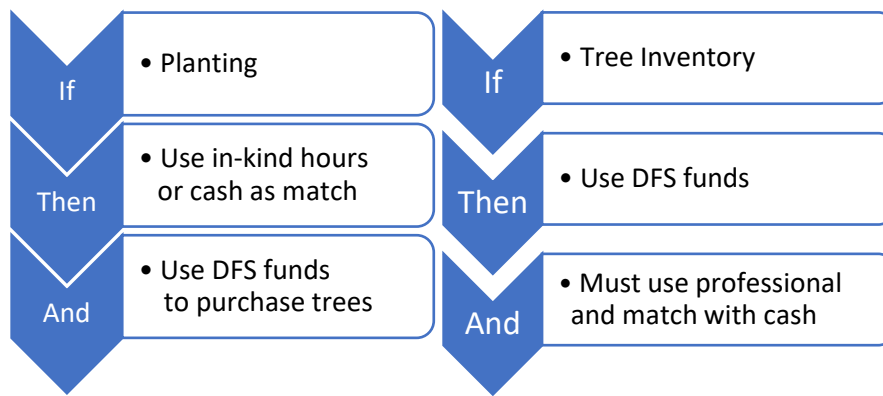 If
• Planting
Then
• Use in-kind hours
or cash as match
And
• Use DFS funds
to purchase trees
If
• Tree Inventory
Then
• Use DFS funds
And
• Must use professional
and match with cash